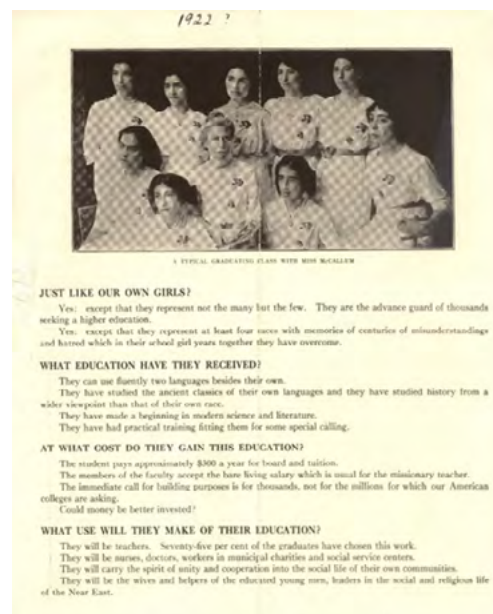 1922 ?
A TYPICAL GRADUATING CLASS WITH MISS McCALLUM
JUST LIKE OUR OWN GIRLS?
Yes: except that they represent not the many but the few. They are the advance guard of thousands
seeking a higher education.
Yes: except that they represent at least four races with memories of centuries of misunderstandings
and hatred which in their school girl years together they have overcome.
WHAT EDUCATION HAVE THEY RECEIVED?
They can use fluently two languages besides their own.
They have studied the ancient classics of their own languages and they have studied history from a
wider viewpoint than that of their own race.
They have made a beginning in modern science and literature.
They have had practical training fitting them for some special calling.
AT WHAT COST DO THEY GAIN THIS EDUCATION?
The student pays approximately $300 a year for board and tuition.
The members of the faculty accept the bare living salary which is usual for the missionary teacher.
The immediate call for building purposes is for thousands, not for the millions for which our American
colleges are asking.
Could money be better invested?
WHAT USE WILL THEY MAKE OF THEIR EDUCATION?
They will be teachers. Seventy-five per cent of the graduates have chosen this work.
They will be nurses, doctors, workers in municipal charities and social service centers.
They will carry the spirit of unity and cooperation into the social life of their own communities.
They will be the wives and helpers of the educated young men, leaders in the social and religious life
of the Near East.